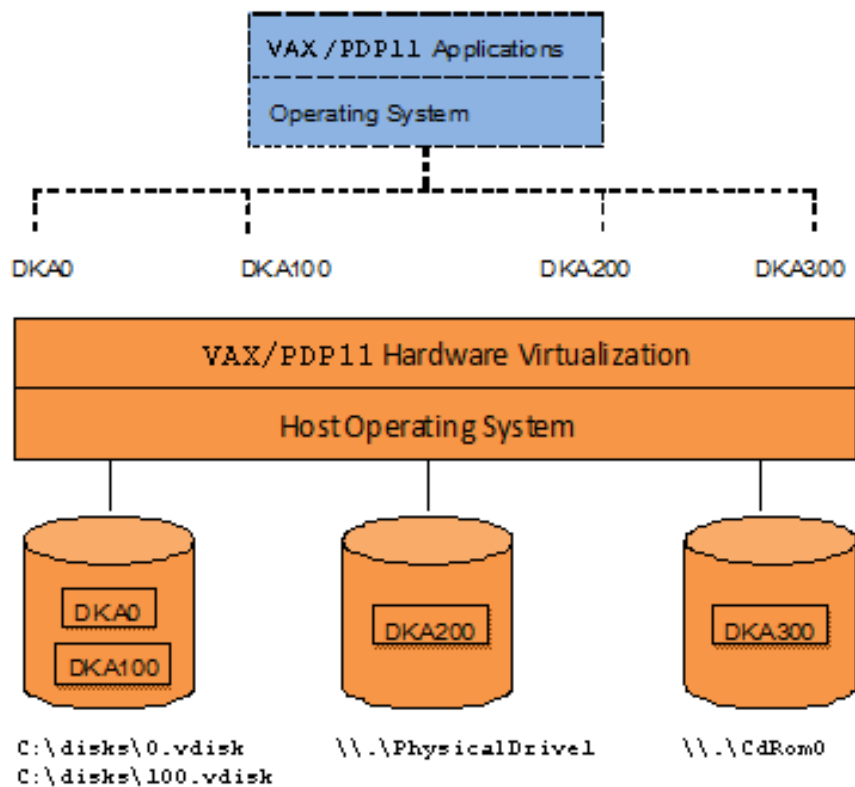 VAX/PDP11 Applications
Operating System
DKA0 DKA100 DKA200 DKA300
VAX/PDP11 Hardware Virtualization
Host Operating System
DKA0
DKA100
DKA200
DKA300
C:\disks\0.vdisk
C:\disks\100.vdisk
\\.\PhysicalDrive1
\\.\CdRom0